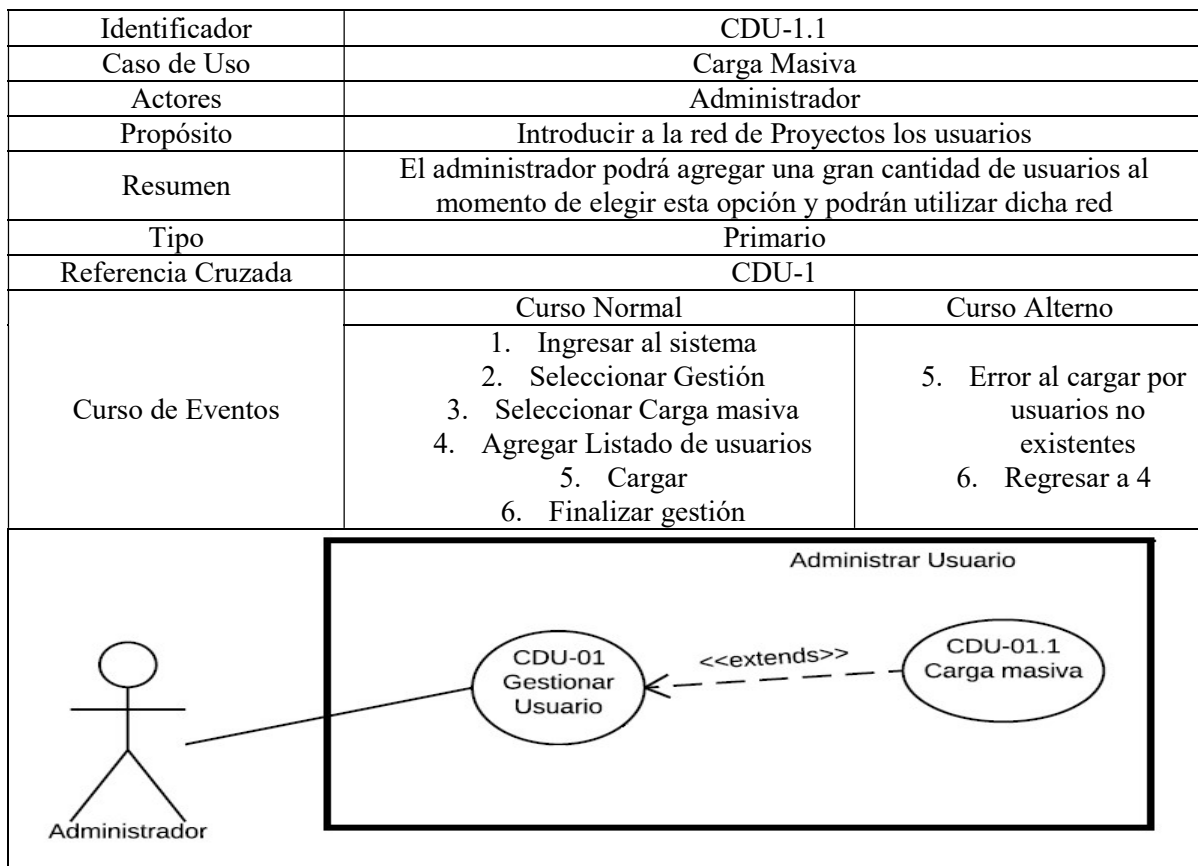 Identificador CDU-1.1
Caso de Uso Carga Masiva
Actores Administrador
Propósito Introducir a la red de Proyectos los usuarios
Resumen El administrador podrá agregar una gran cantidad de usuarios al
momento de elegir esta opción y podrán utilizar dicha red
Tipo Primario
Referencia Cruzada CDU-1
Curso de Eventos
Curso Normal
1. Ingresar al sistema
2. Seleccionar Gestión
3. Seleccionar Carga masiva
4. Agregar Listado de usuarios
5. Cargar
6. Finalizar gestión
Curso Alterno
5. Error al cargar por
usuarios no
existentes
6. Regresar a 4
Administrar Usuario
CDU-01
Gestionar
Usuario
<<extends>>
CDU-01.1
Carga masiva
Administrador